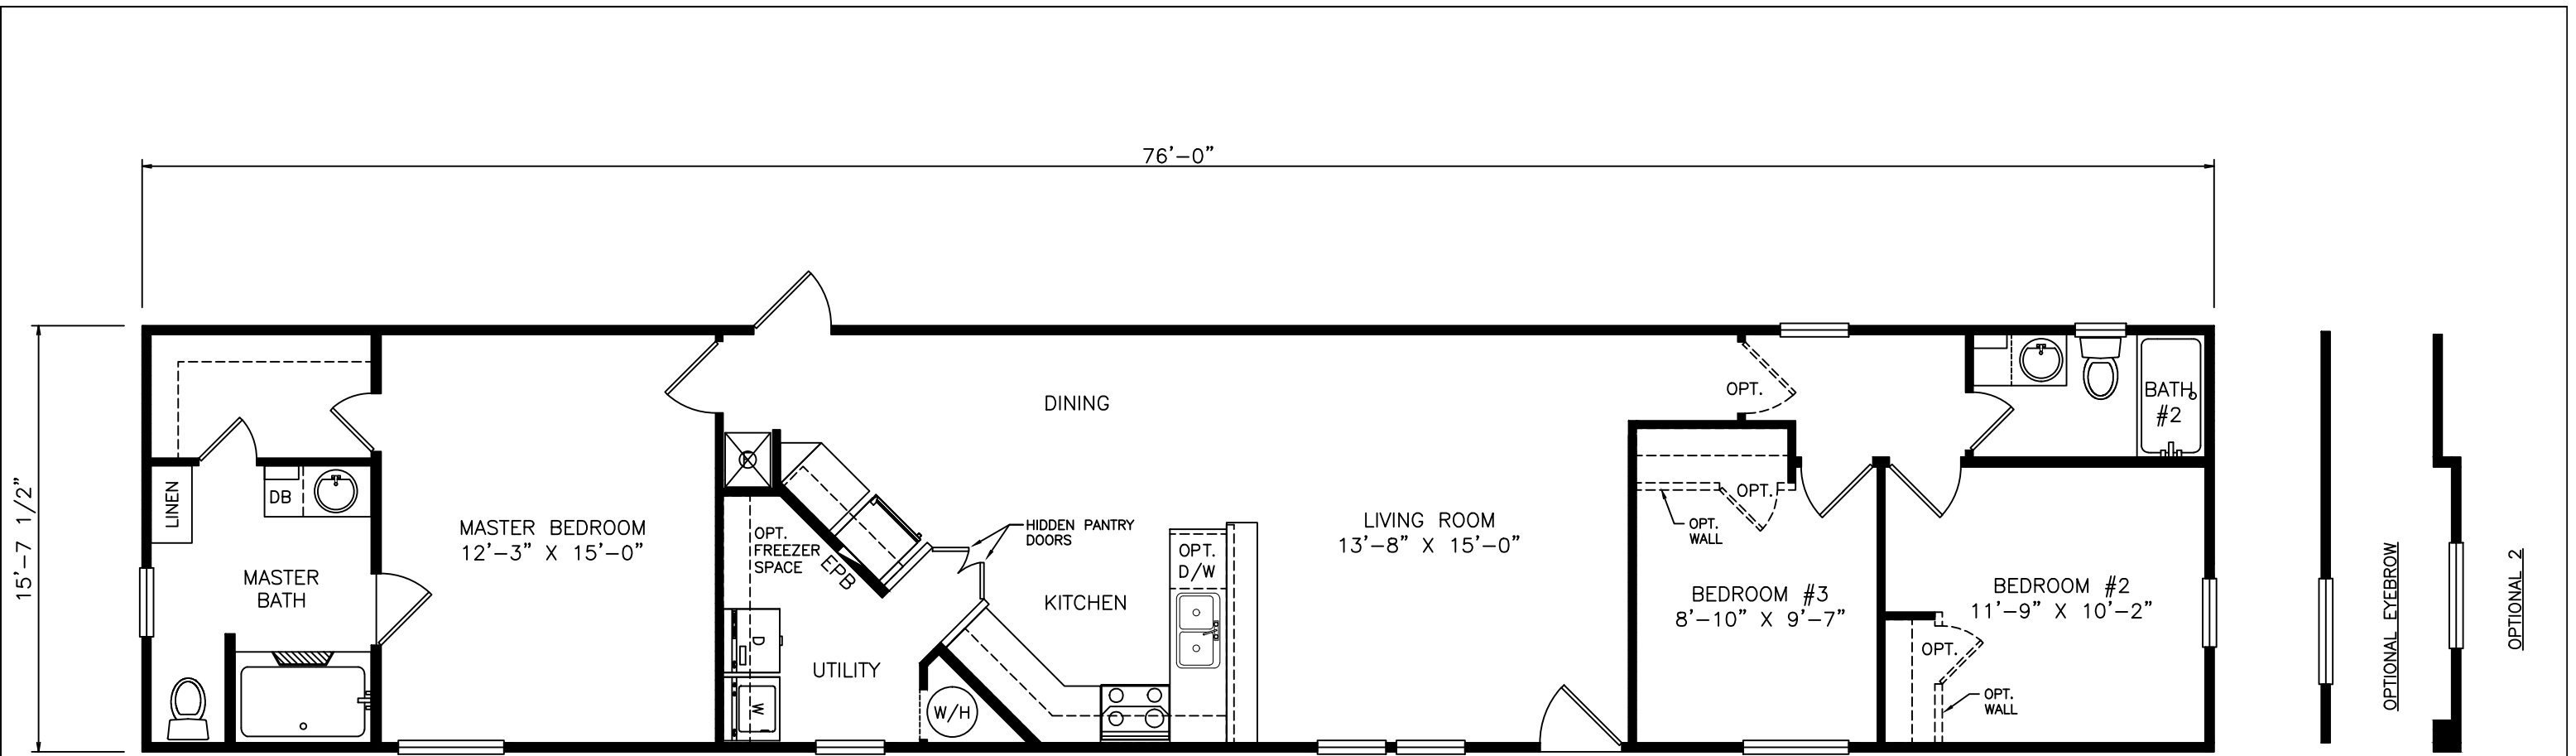 76'-0"
15'-7 1/2"
LINEN
DB
MASTER
BATH
MASTER BEDROOM
12'-3" X 15'-0"
OPT.
FREEZER
SPACE
EPB
D
W
UTILITY
W/H
DINING
HIDDEN PANTRY
DOORS
KITCHEN
OPT.
D/W
LIVING ROOM
13'-8" X 15'-0"
OPT.
OPT.
OPT.
WALL
BEDROOM #3
8'-10" X 9'-7"
BATH
#2
BEDROOM #2
11'-9" X 10'-2"
OPT.
OPT.
WALL
OPTIONAL EYEBROW
OPTIONAL 2